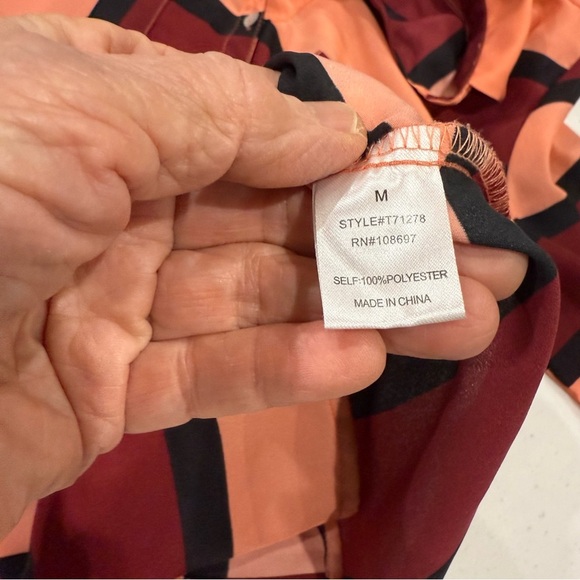 M
STYLE#T71278
RN#108697
SELF:100%POLYESTER
MADE IN CHINA